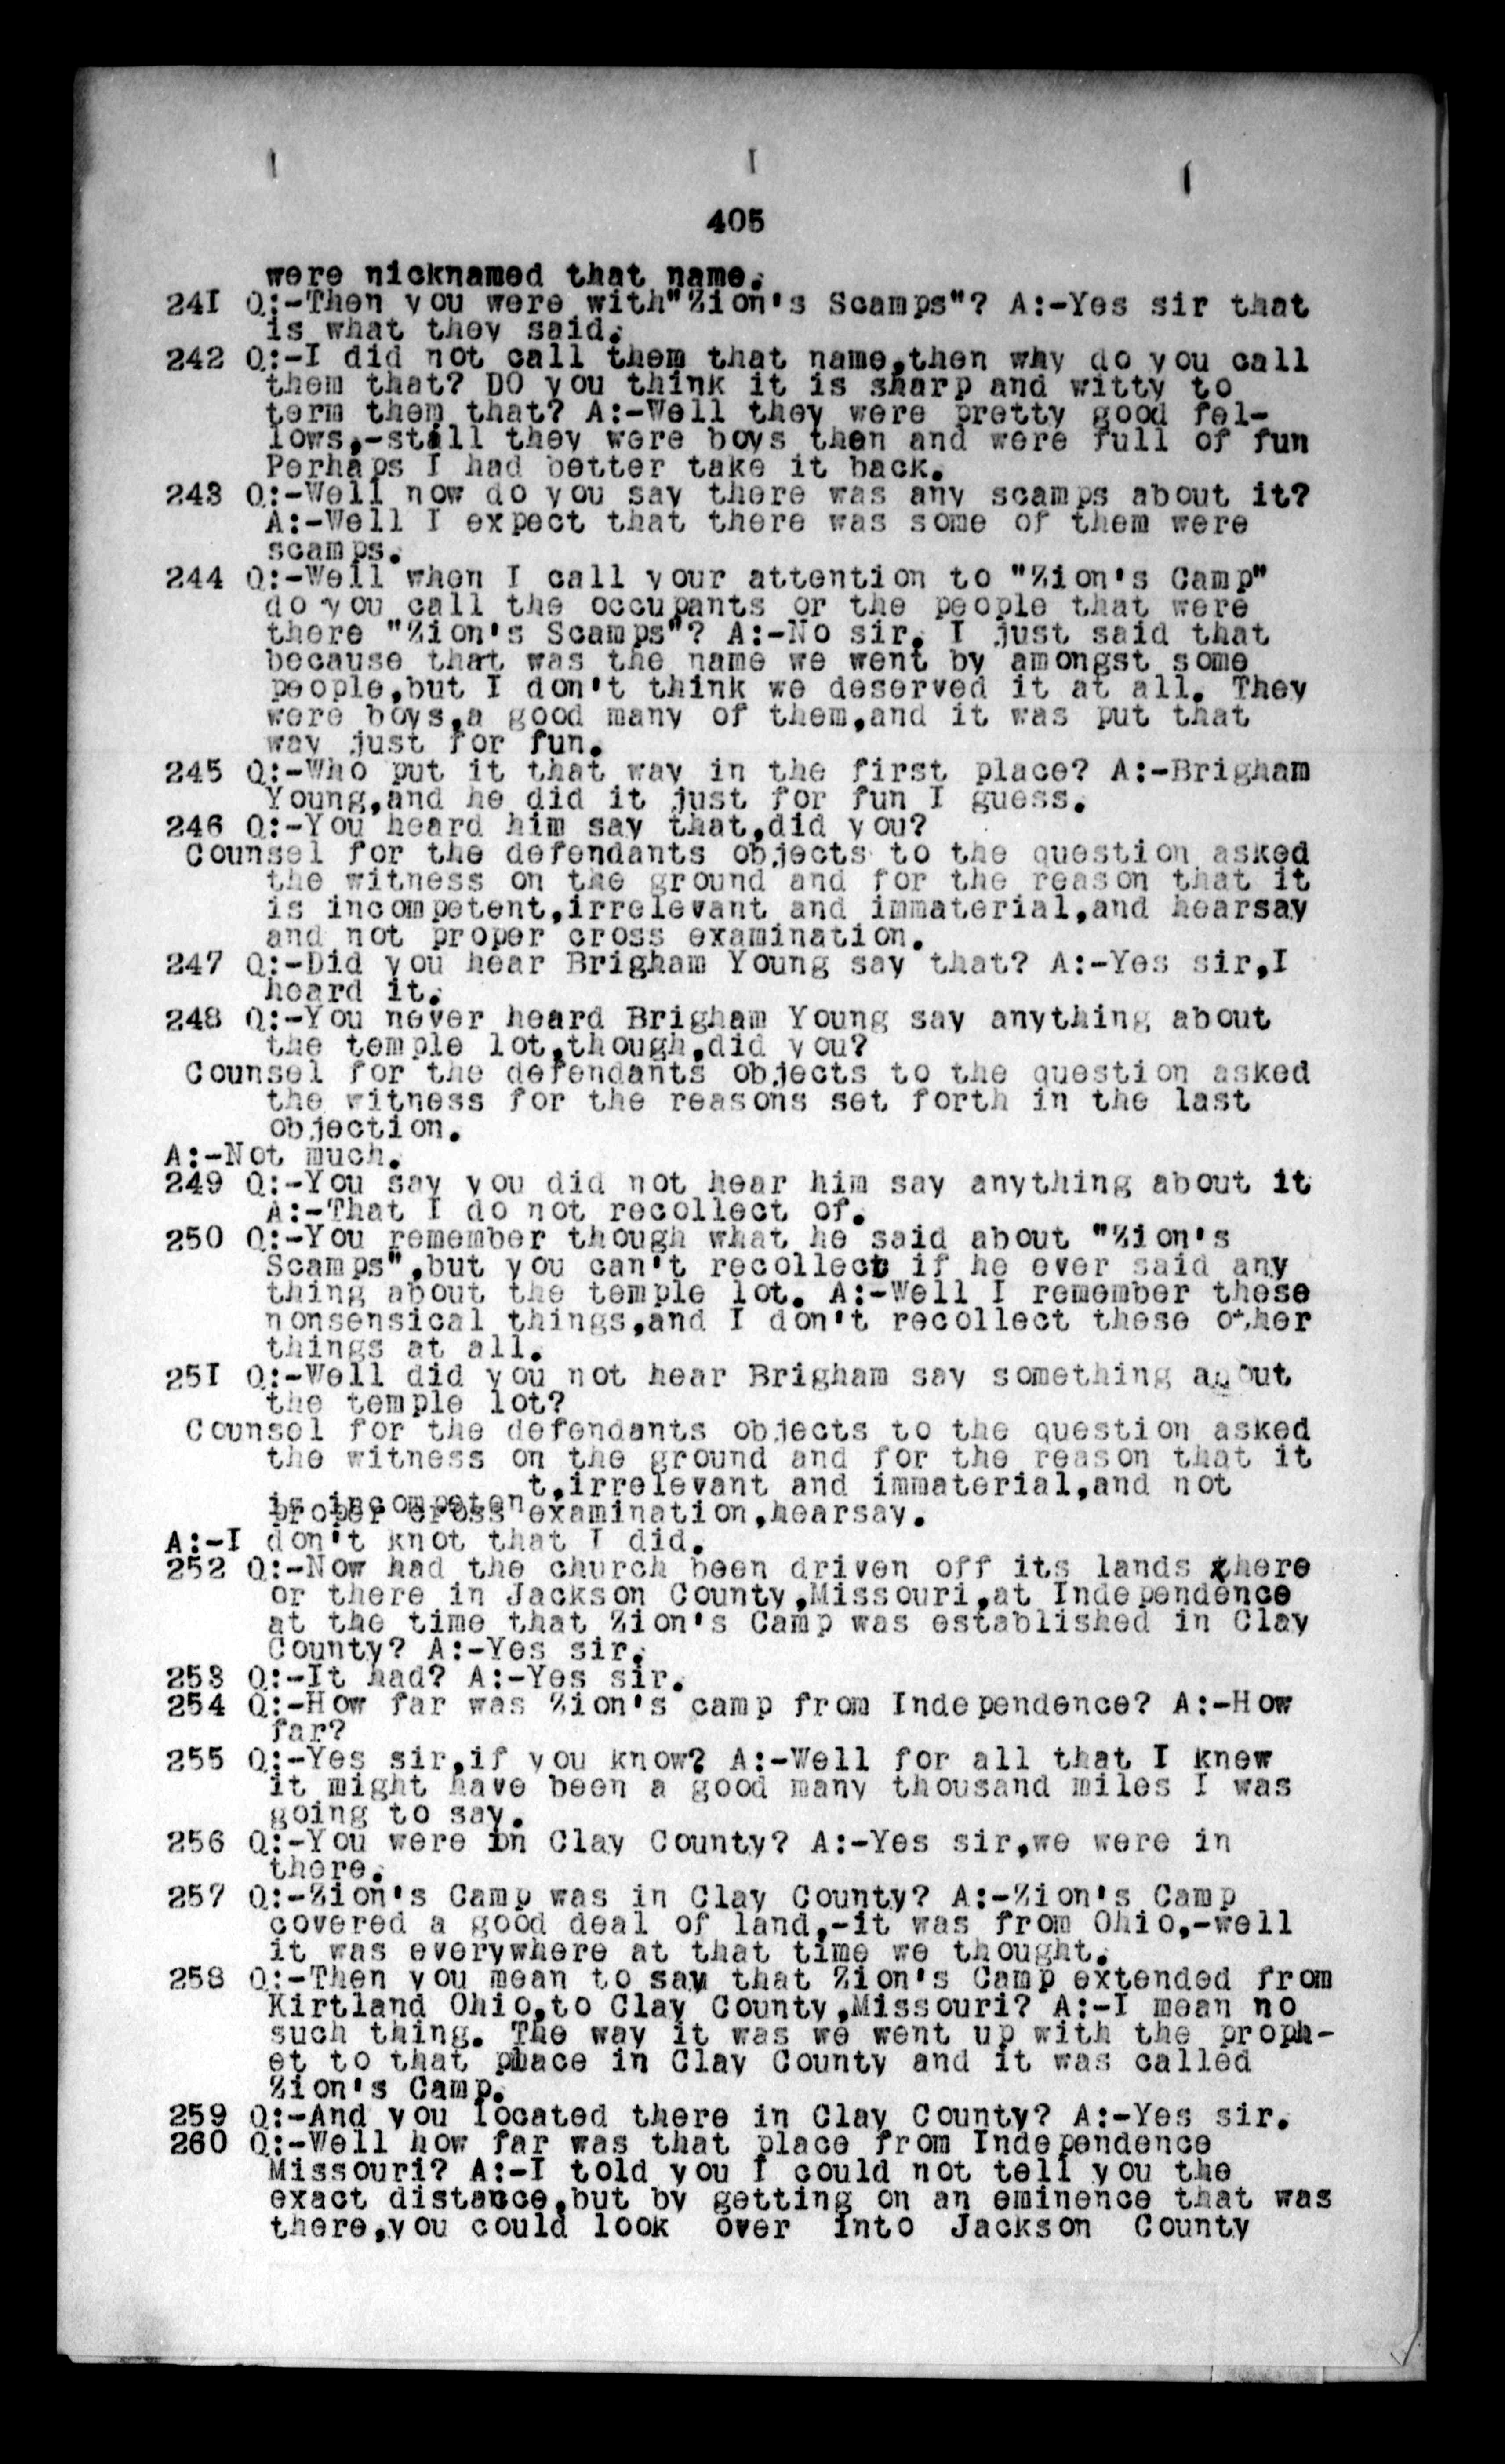 405
were nicknamed that name.
241 Q:-Then you were with"Zion's Scamps"? A:-Yes sir that
is what they said.
242 Q:-I did not call them that name,then why do you call
them that? DO you think it is sharp and witty to
term them that? A:-Well they were pretty good fel-
lows,-still they were boys then and were full of fun
Perhaps I had better take it back.
243 Q:-Well now do you say there was any scamps about it?
A:-Well I expect that there was some of them were
scamps.
244 Q:-Well when I call your attention to "Zion's Camp"
do you call the occupants or the people that were
there "Zion's Scamps"? A:-No sir. I just said that
because that was the name we went by amongst some
people,but I don't think we deserved it at all. They
were boys,a good many of them,and it was put that
way just for fun.
245 Q:-Who put it that way in the first place? A:-Brigham
Young,and he did it just for fun I guess.
246 Q:-You heard him say that,did you?
Counsel for the defendants objects to the question asked
the witness on the ground and for the reason that it
is incompetent,irrelevant and immaterial,and hearsay
and not proper cross examination.
247 Q:-Did you hear Brigham Young say that? A:-Yes sir,I
heard it.
248 Q:-You never heard Brigham Young say anything about
the temple lot,though,did you?
Counsel for the defendants objects to the question asked
the witness for the reasons set forth in the last
objection.
A:-Not much.
249 Q:-You say you did not hear him say anything about it
A:-That I do not recollect of.
250 Q:-You remember though what he said about "Zion's
Scamps",but you can't recollect if he ever said any
thing about the temple lot. A:-Well I remember these
nonsensical things,and I don't recollect these other
things at all.
251 Q:-Well did you not hear Brigham say something about
the temple lot?
Counsel for the defendants objects to the question asked
the witness on the ground and for the reason that it
is incompetent,irrelevant and immaterial,and not
proper cross examination,hearsay.
A:-I don't knot that I did.
252 Q:-Now had the church been driven off its lands there
or there in Jackson County,Missouri,at Independence
at the time that Zion's Camp was established in Clay
County? A:-Yes sir.
253 Q:-It had? A:-Yes sir.
254 Q:-How far was Zion's camp from Independence? A:-How
far?
255 Q:-Yes sir,if you know? A:-Well for all that I knew
it might have been a good many thousand miles I was
going to say.
256 Q:-You were in Clay County? A:-Yes sir,we were in
there.
257 Q:-Zion's Camp was in Clay County? A:-Zion's Camp
covered a good deal of land,-it was from Ohio,-well
it was everywhere at that time we thought.
258 Q:-Then you mean to say that Zion's Camp extended from
Kirtland Ohio,to Clay County,Missouri? A:-I mean no
such thing. The way it was we went up with the proph-
et to that place in Clay County and it was called
Zion's Camp.
259 Q:-And you located there in Clay County? A:-Yes sir.
260 Q:-Well how far was that place from Independence
Missouri? A:-I told you I could not tell you the
exact distance,but by getting on an eminence that was
there,you could look over into Jackson County